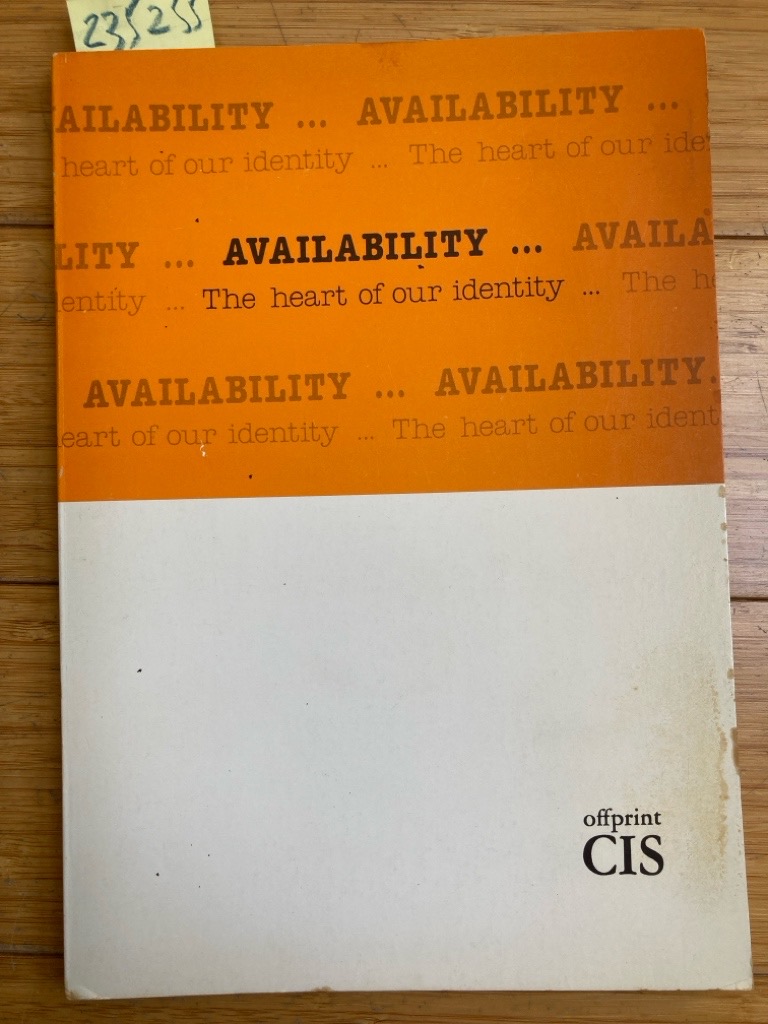 235255
AILABILITY ... AVAILABILITY ...
heart of our identity ... The heart of our ide
LITY ... AVAILABILITY ... AVAILA
entity ... The heart of our identity ... The h
AVAILABILITY ... AVAILABILITY.
eart of our identity ... The heart of our ident
offprint
CIS